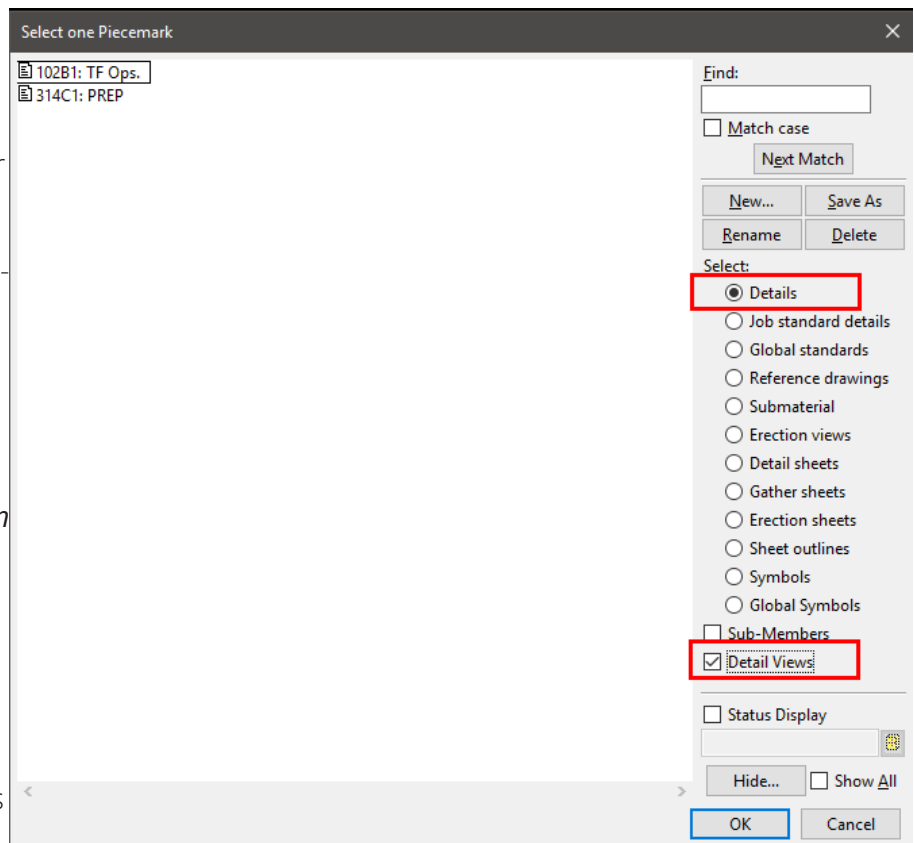 Select one Piecemark
102B1: TF Ops.
314C1: PREP
Find:
Match case
Next Match
New...
Save As
Rename
Delete
Select:
Details
Job standard details
Global standards
Reference drawings
Submaterial
Erection views
Detail sheets
Gather sheets
Erection sheets
Sheet outlines
Symbols
Global Symbols
Sub-Members
Detail Views
Status Display
Hide...
Show All
OK
Cancel